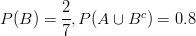 P(B) = 2/7, P(A ∪ B^c) = 0.8